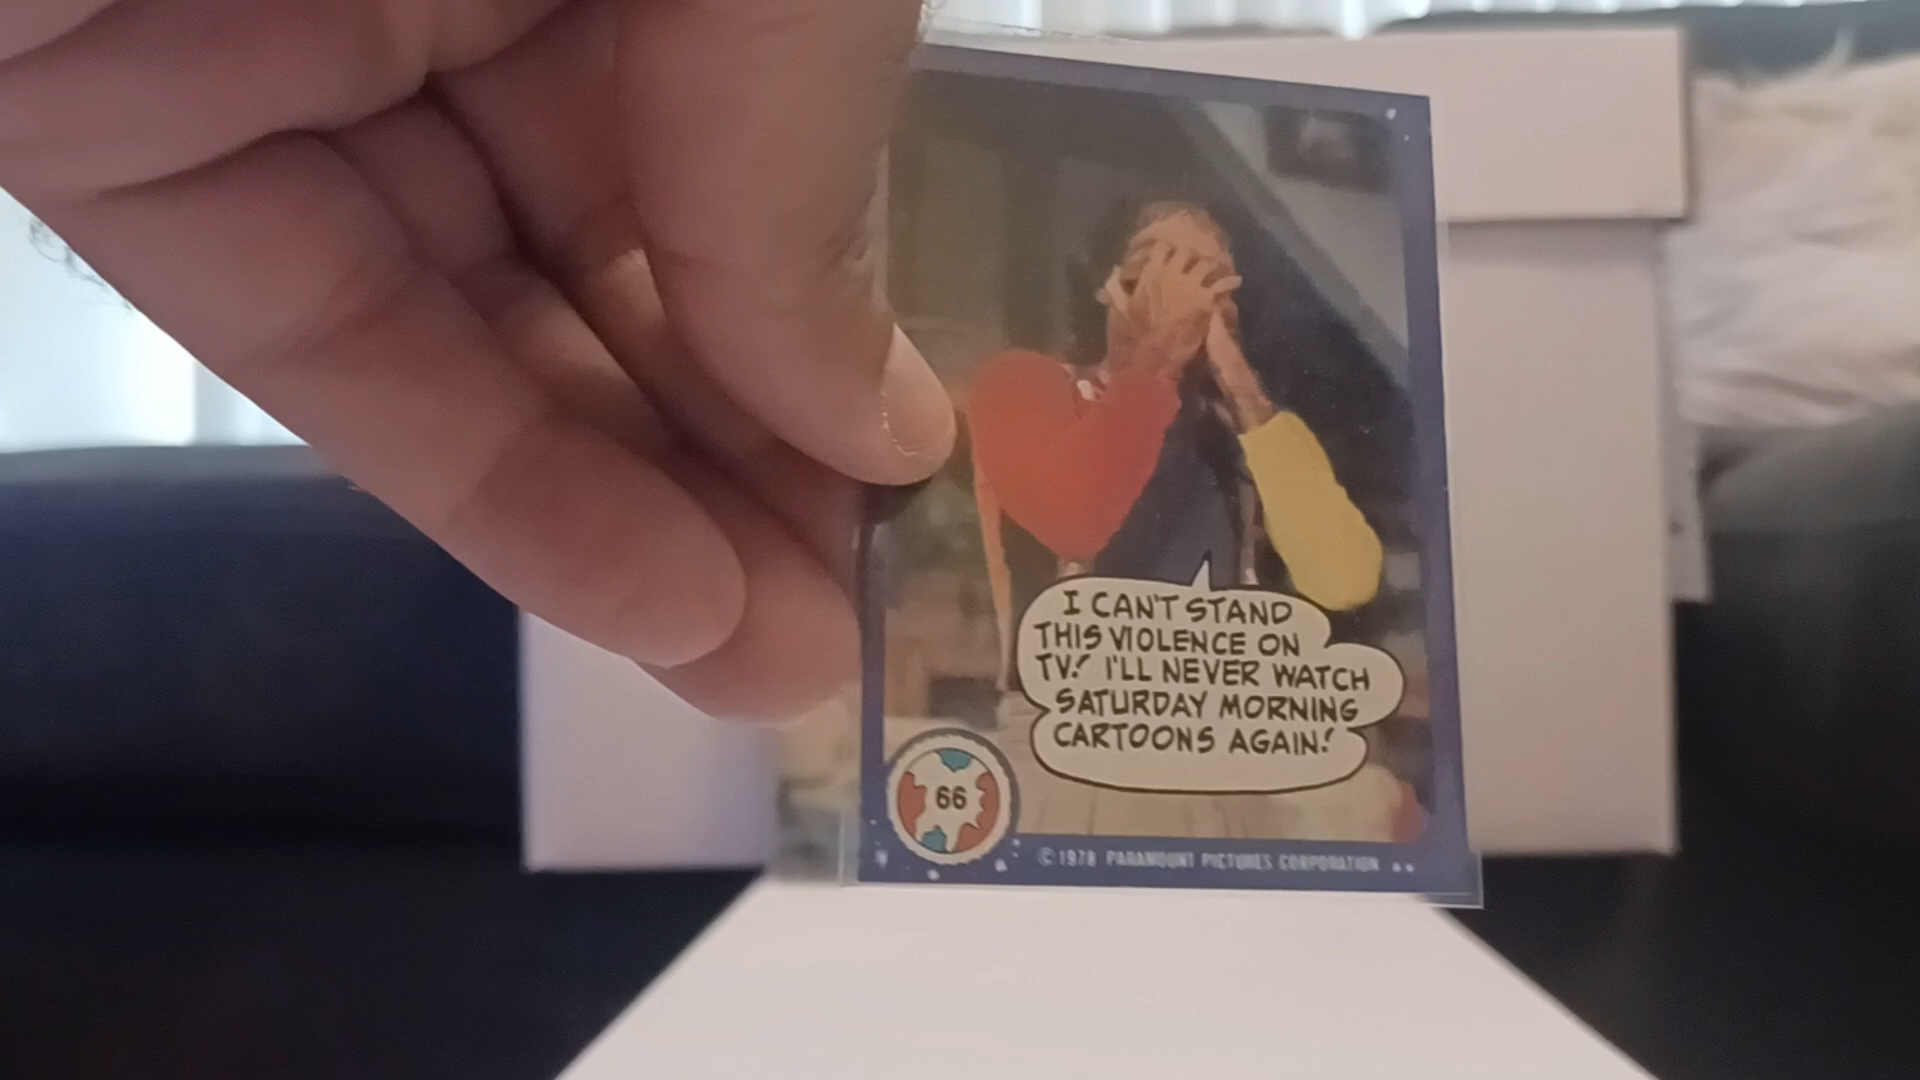 I CAN'T STAND
THIS VIOLENCE ON
TV! I'LL NEVER WATCH
SATURDAY MORNING
CARTOONS AGAIN!
66
© 1978 PARAMOUNT PICTURES CORPORATION